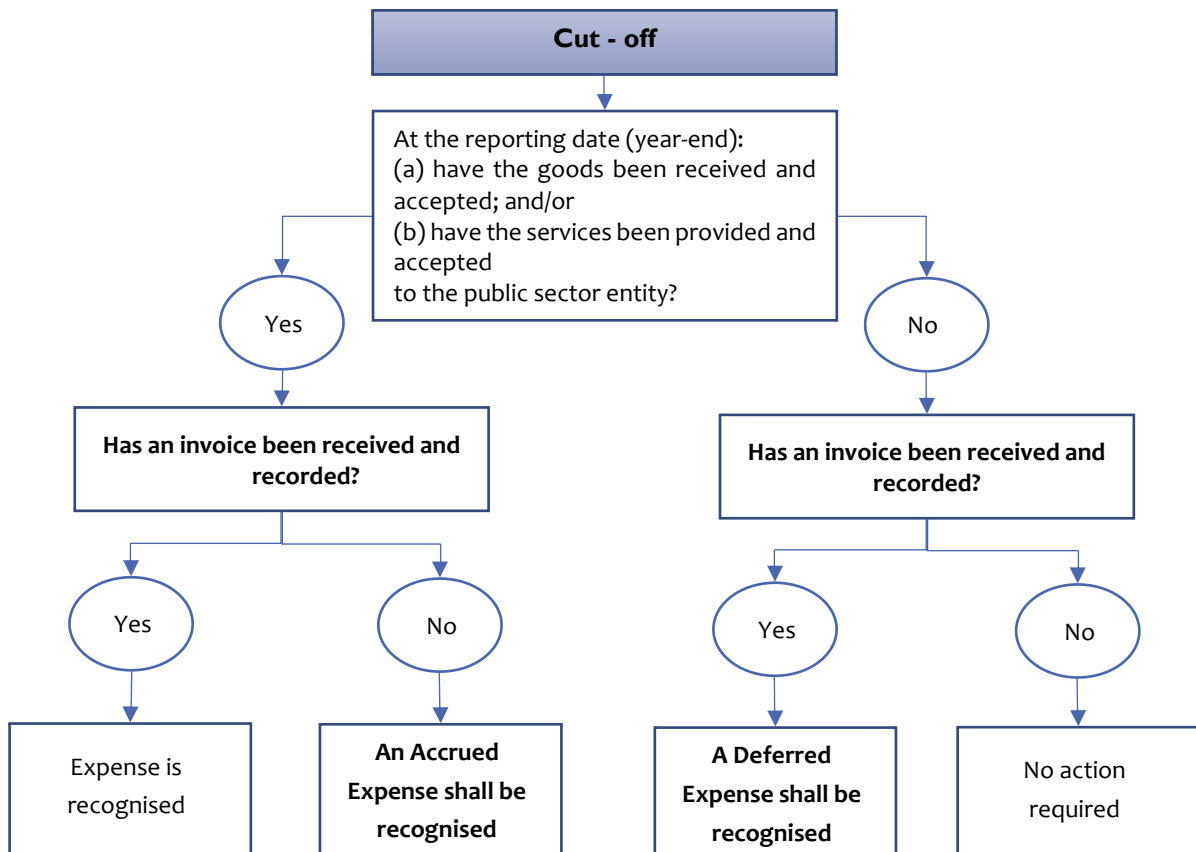 Cut - off
At the reporting date (year-end):
(a) have the goods been received and
accepted; and/or
(b) have the services been provided and
accepted
to the public sector entity?
Yes
No
Has an invoice been received and
recorded?
Has an invoice been received and
recorded?
Yes
No
Yes
No
Expense is
recognised
An Accrued
Expense shall be
recognised
A Deferred
Expense shall be
recognised
No action
required